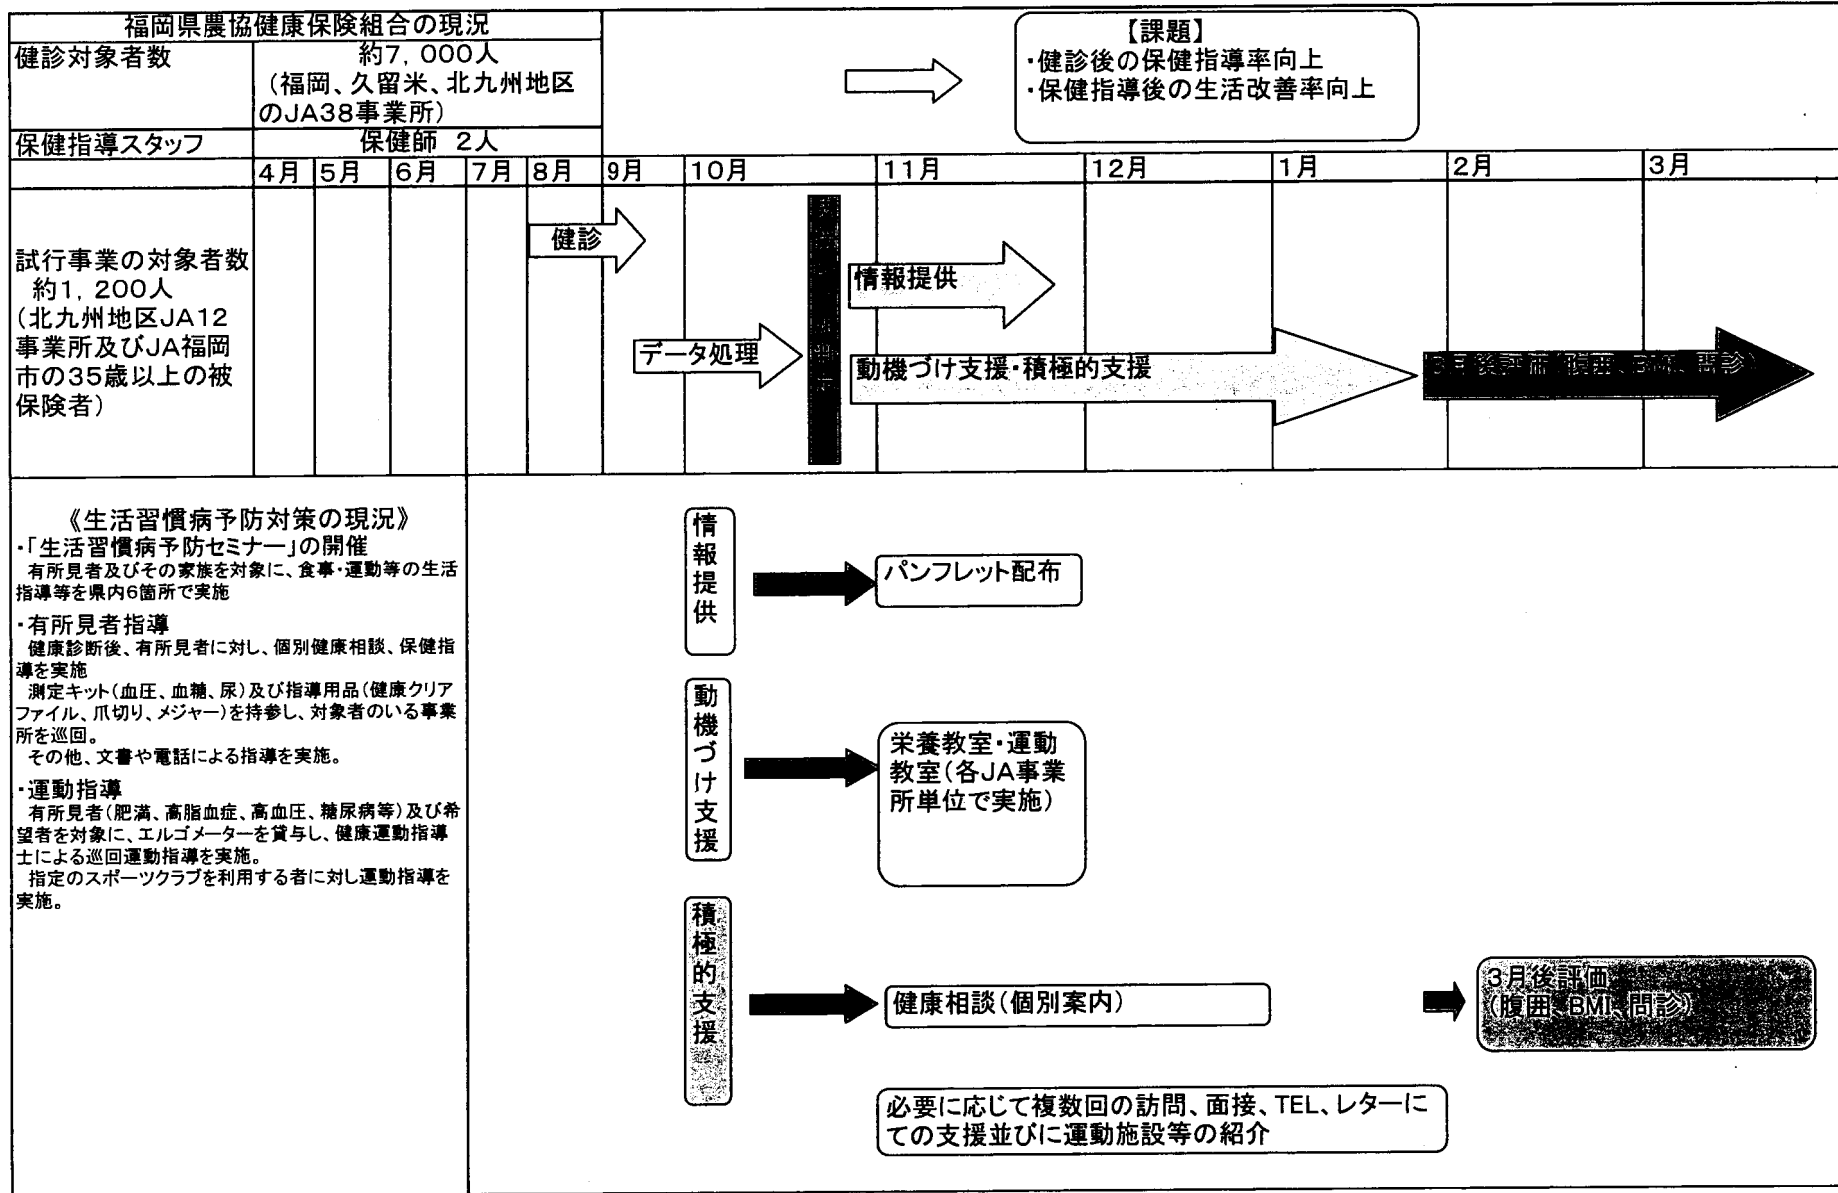 福岡県農協健康保険組合の現況
健診対象者数
約7,000人
(福岡、久留米、北九州地区
のJA38事業所)
保健指導スタッフ
保健師 2人
【課題】
・健診後の保健指導率向上
・保健指導後の生活改善率向上
4月 5月 6月 7月 8月 9月 10月 11月 12月 1月 2月 3月
試行事業の対象者数
約1,200人
(北九州地区JA12
事業所及びJA福岡
市の35歳以上の被
保険者)
健診
データ処理
情報提供
動機づけ支援・積極的支援
3月後評価(腹囲、BMI、問診)
《生活習慣病予防対策の現況》
・「生活習慣病予防セミナー」の開催
有所見者及びその家族を対象に、食事・運動等の生活
指導等を県内6箇所で実施
・有所見者指導
健康診断後、有所見者に対し、個別健康相談、保健指
導を実施
測定キット(血圧、血糖、尿)及び指導用品(健康クリア
ファイル、爪切り、メジャー)を持参し、対象者のいる事業
所を巡回。
その他、文書や電話による指導を実施。
・運動指導
有所見者(肥満、高脂血症、高血圧、糖尿病等)及び希
望者を対象に、エルゴメーターを貸与し、健康運動指導
士による巡回運動指導を実施。
指定のスポーツクラブを利用する者に対し運動指導を
実施。
情報提供
パンフレット配布
動機づけ支援
栄養教室・運動
教室(各JA事業
所単位で実施)
積極的支援
健康相談(個別案内)
3月後評価
(腹囲、BMI、問診)
必要に応じて複数回の訪問、面接、TEL、レターに
ての支援並びに運動施設等の紹介